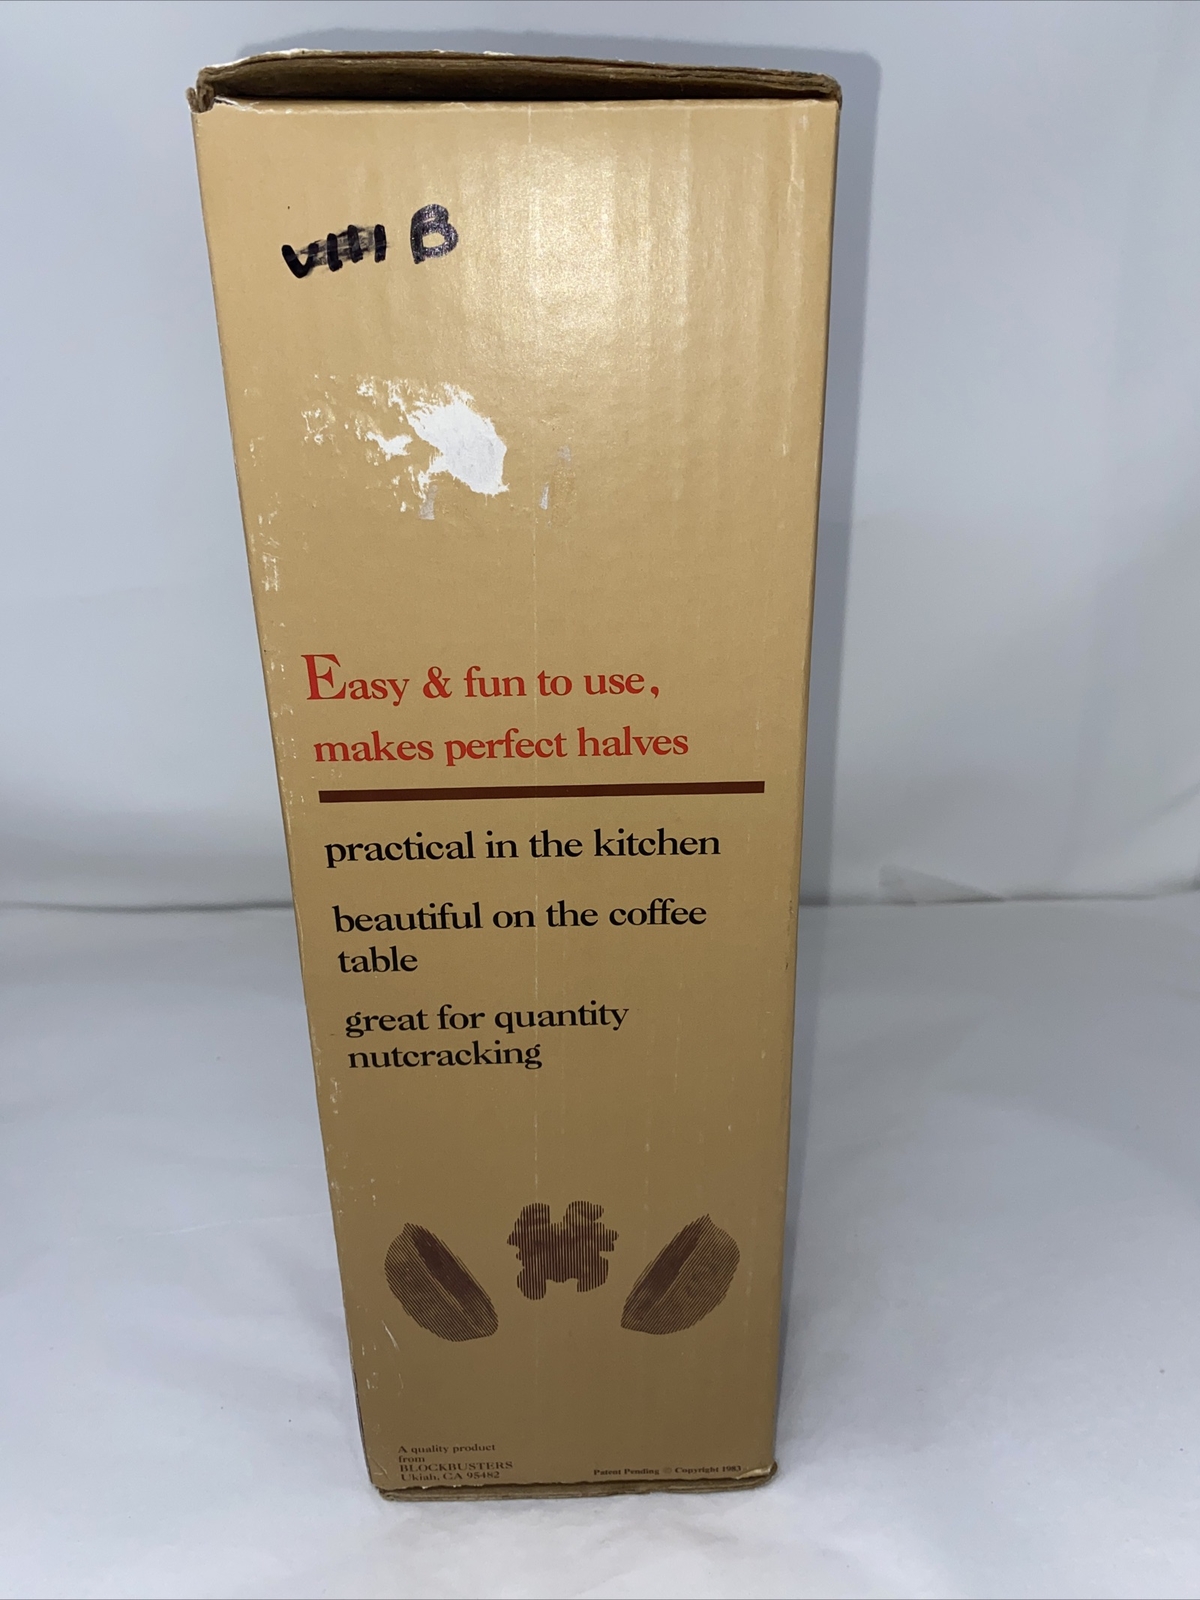 VIII B
Easy & fun to use,
makes perfect halves
practical in the kitchen
beautiful on the coffee
table
great for quantity
nutcracking
A quality product
from
BLOCKBUSTERS
Ukiah, CA 95482
Patent Pending © Copyright 1983